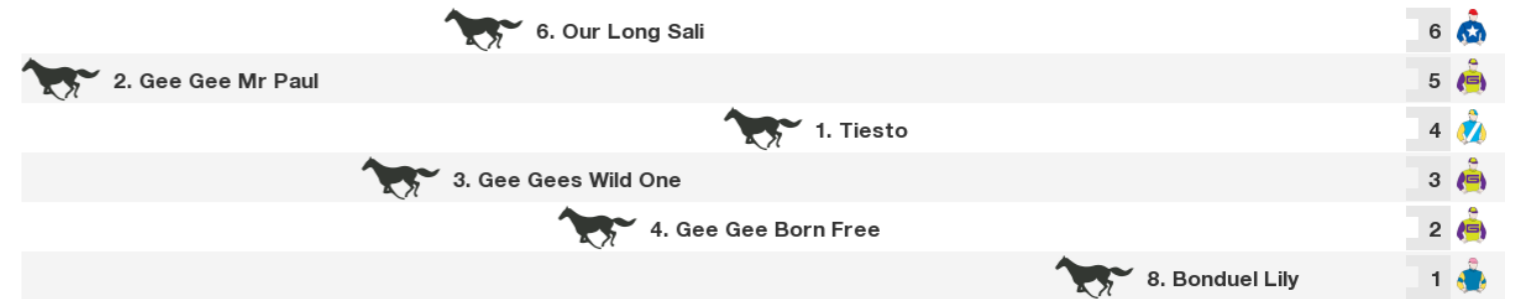 6. Our Long Sali 6
2. Gee Gee Mr Paul 5
1. Tiesto 4
3. Gee Gees Wild One 3
4. Gee Gee Born Free 2
8. Bonduel Lily 1